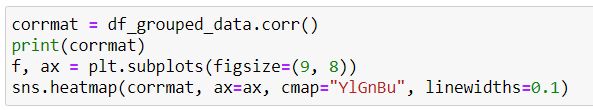 corrmat = df_grouped_data.corr()
print(corrmat)
f, ax = plt.subplots(figsize=(9, 8))
sns.heatmap(corrmat, ax=ax, cmap="YlGnBu", linewidths=0.1)